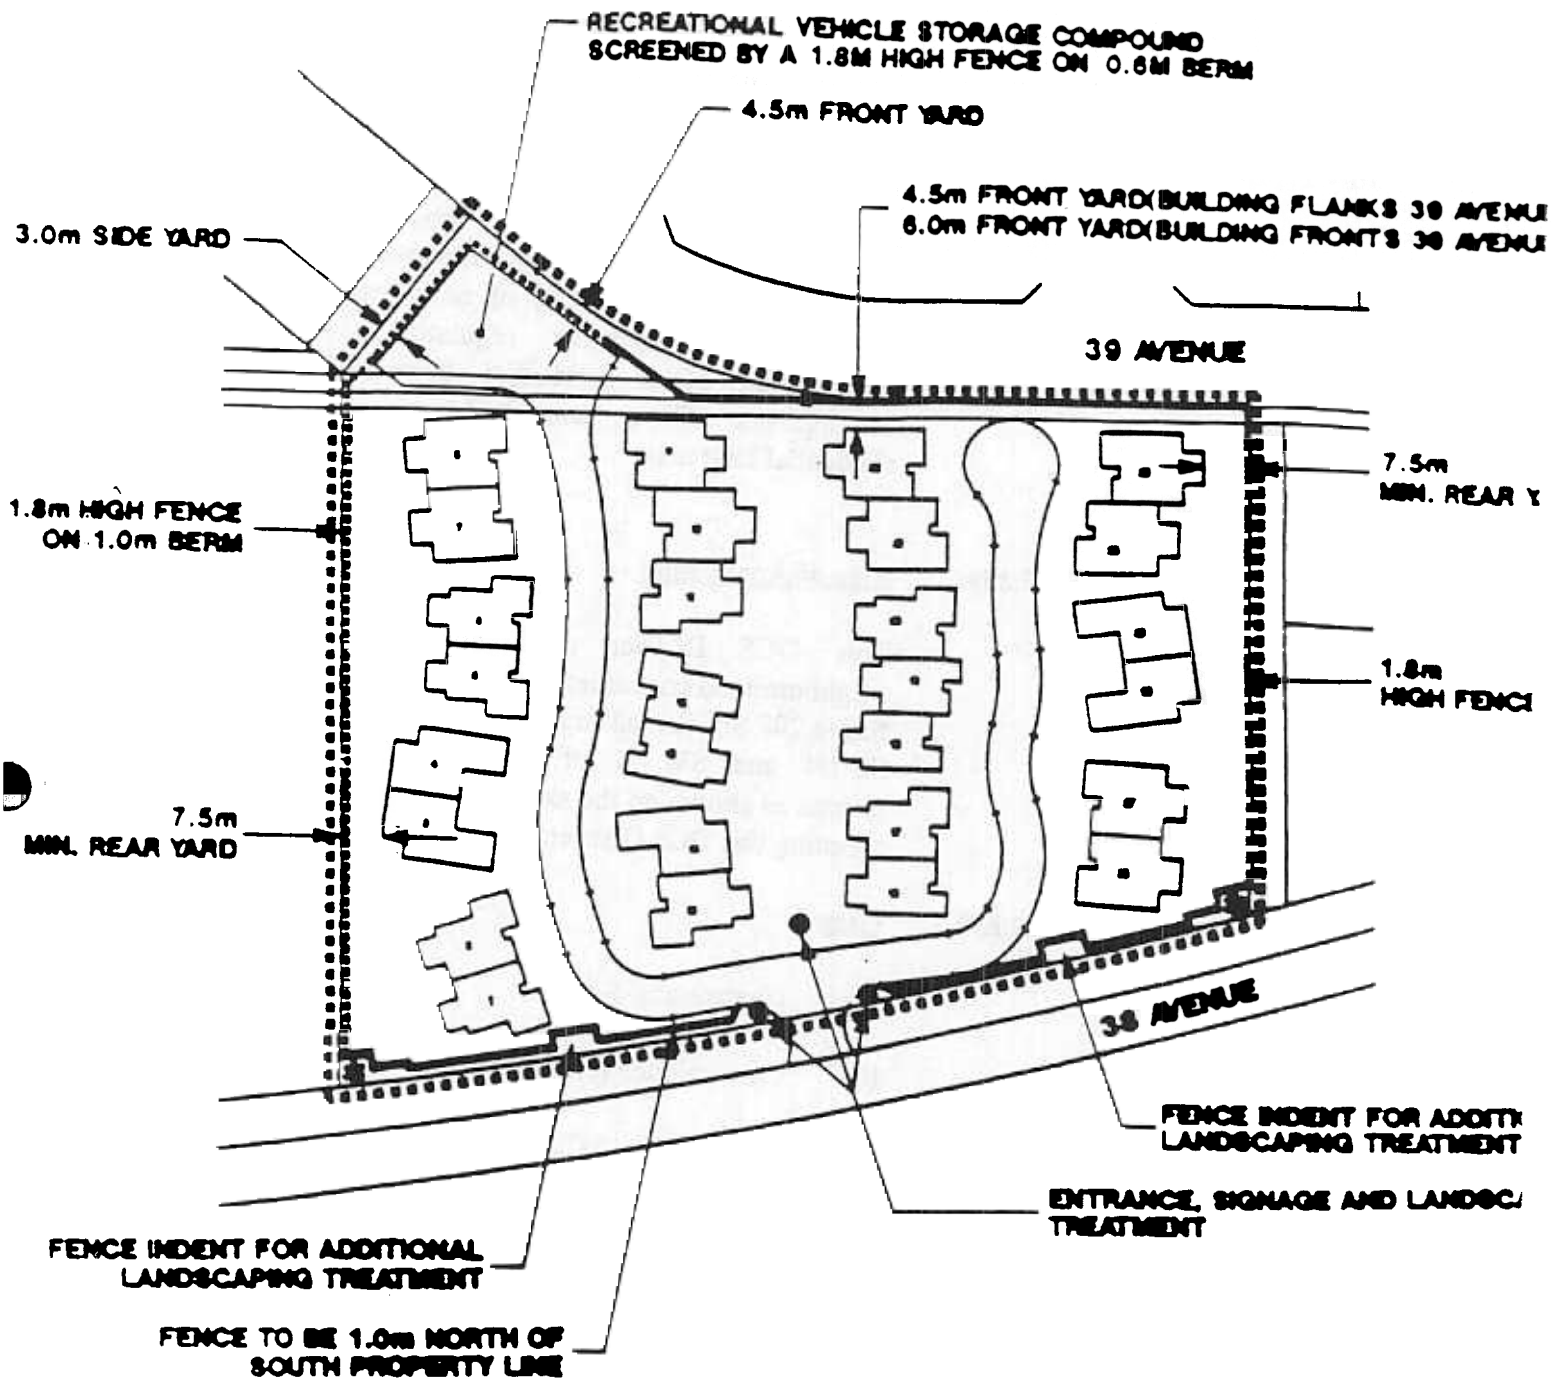 RECREATIONAL VEHICLE STORAGE COMPOUND
SCREENED BY A 1.8M HIGH FENCE ON 0.6M BERM
4.5m FRONT YARD
4.5m FRONT YARD(BUILDING FLANKS 39 AVENUE
6.0m FRONT YARD(BUILDING FRONTS 39 AVENUE
3.0m SIDE YARD
39 AVENUE
7.5m
MIN. REAR Y
1.8m HIGH FENCE
ON 1.0m BERM
1.8m
HIGH FENCE
7.5m
MIN. REAR YARD
38 AVENUE
FENCE INDENT FOR ADDITI
LANDSCAPING TREATMENT
ENTRANCE, SIGNAGE AND LANDSCA
TREATMENT
FENCE INDENT FOR ADDITIONAL
LANDSCAPING TREATMENT
FENCE TO BE 1.0m NORTH OF
SOUTH PROPERTY LINE